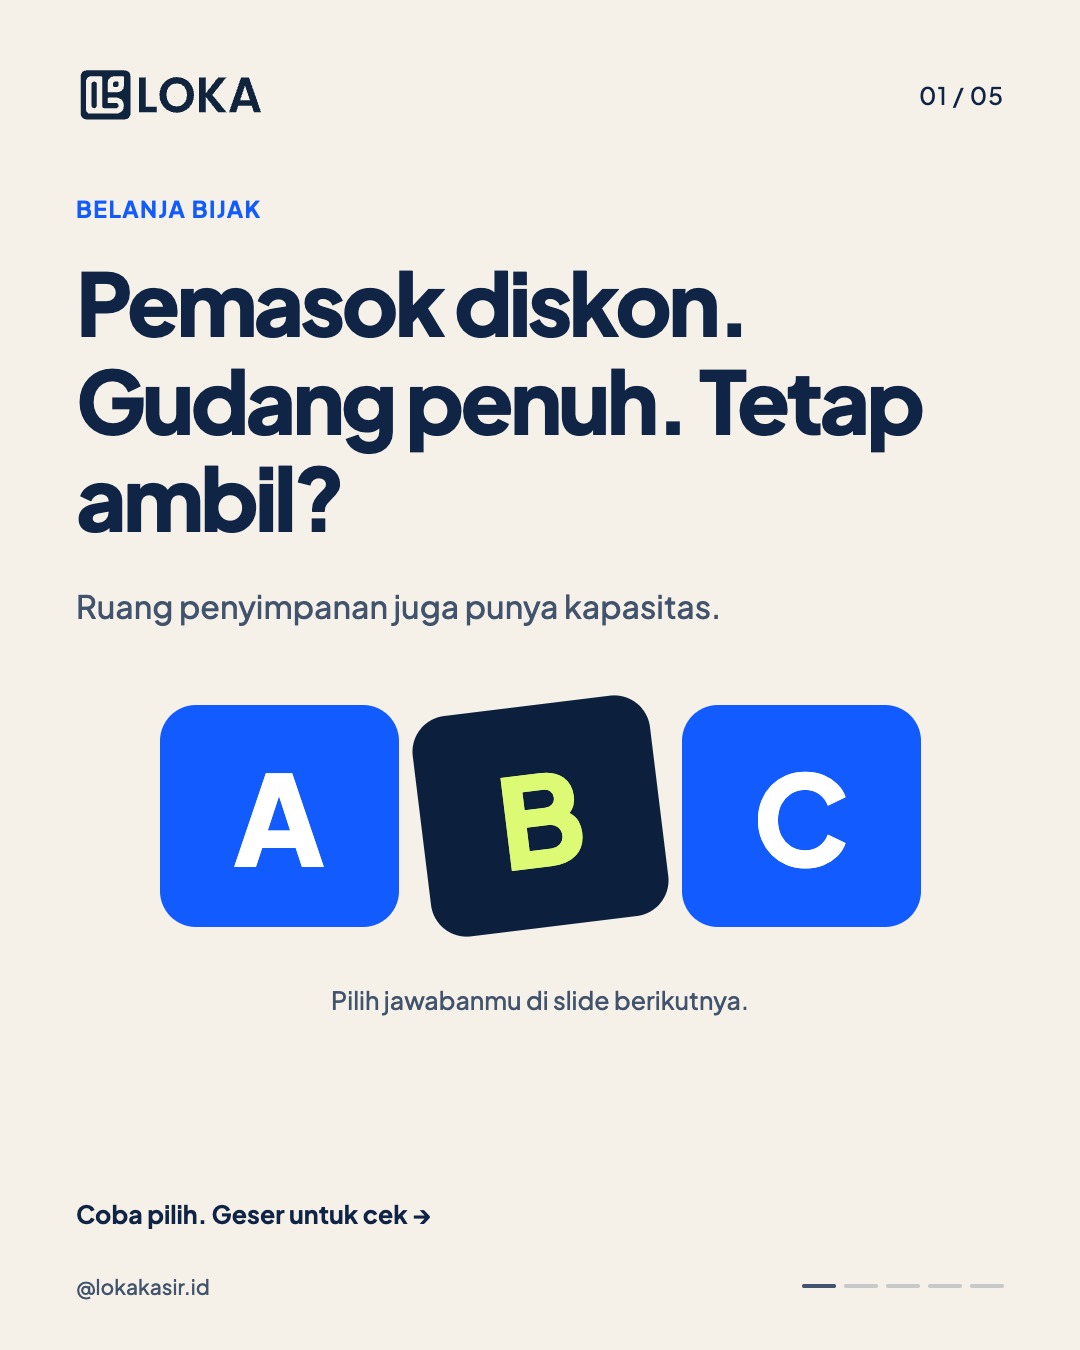 LOKA
01 / 05
BELANJA BIJAK
Pemasok diskon.
Gudang penuh. Tetap
ambil?
Ruang penyimpanan juga punya kapasitas.
A
B
C
Pilih jawabanmu di slide berikutnya.
Coba pilih. Geser untuk cek →
@lokakasir.id